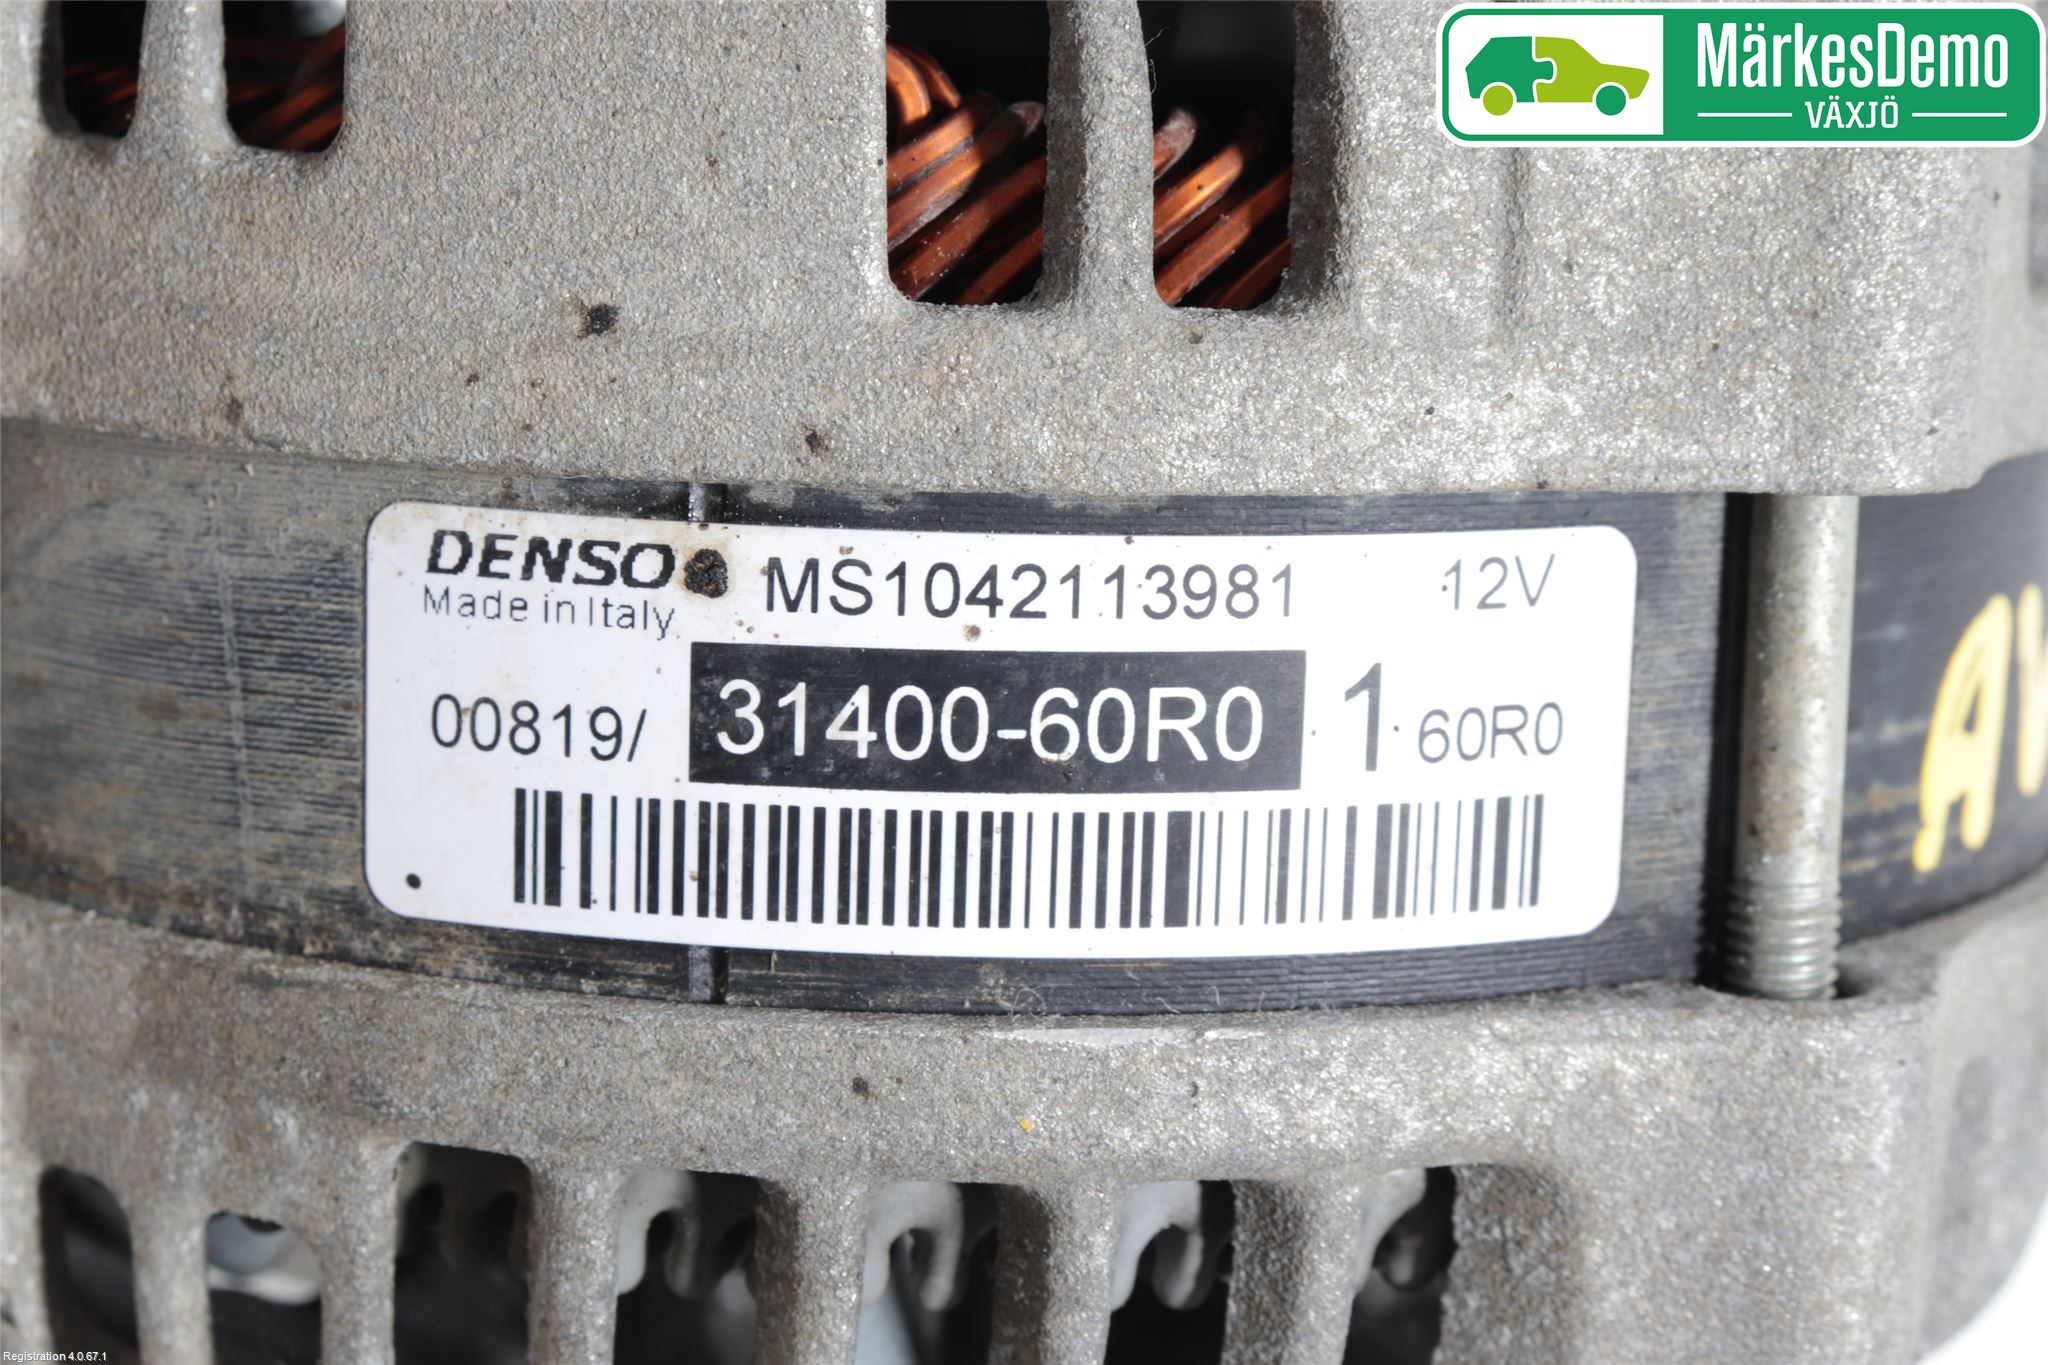 MärkesDemo
VÄXJÖ
DENSO MS1042113981 12V
Made in Italy
00819/ 31400-60R0 1 60R0
Registration 4.0.67.1